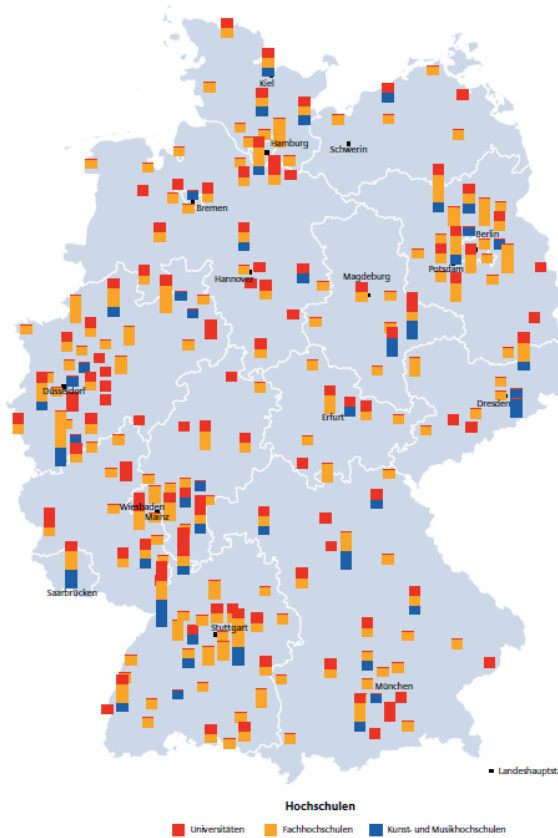 Kiel
Hamburg
Schwerin
Bremen
Berlin
Hannover
Magdeburg
Potsdam
Düsseldorf
Dresden
Erfurt
Wiesbaden
Mainz
Saarbrücken
Stuttgart
München
Landeshauptst
Hochschulen
Universitäten
Fachhochschulen
Kunst- und Musikhochschulen